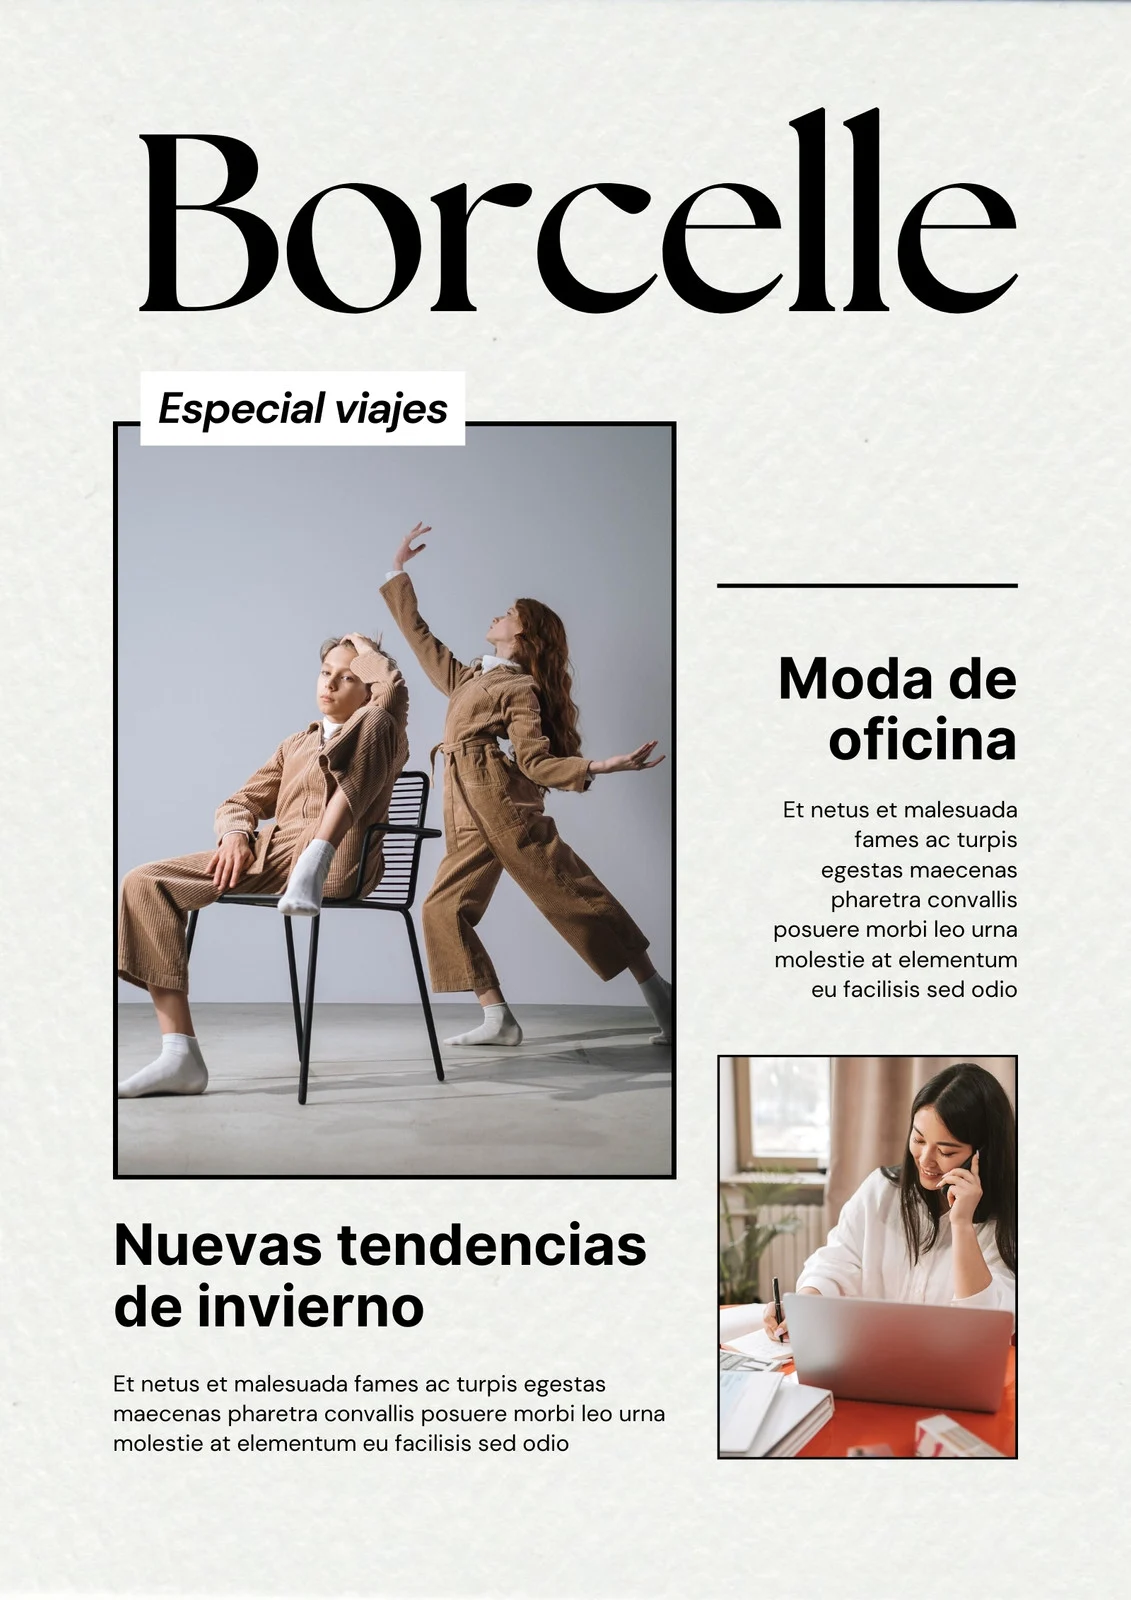 Borcelle
Especial viajes
Moda de
oficina
Et netus et malesuada
fames ac turpis
egestas maecenas
pharetra convallis
posuere morbi leo urna
molestie at elementum
eu facilisis sed odio
Nuevas tendencias
de invierno
Et netus et malesuada fames ac turpis egestas
maecenas pharetra convallis posuere morbi leo urna
molestie at elementum eu facilisis sed odio